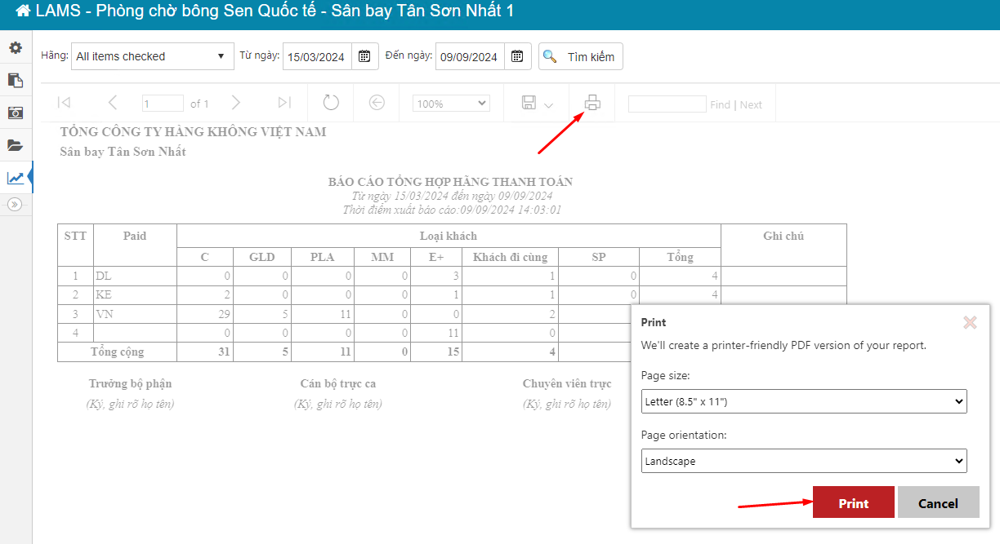 LAMS - Phòng chờ bông Sen Quốc tế - Sân bay Tân Sơn Nhất 1
Hãng: All items checked Từ ngày: 15/03/2024 Đến ngày: 09/09/2024 Tìm kiếm
1 of 1 100% Find | Next
TỔNG CÔNG TY HÀNG KHÔNG VIỆT NAM
Sân bay Tân Sơn Nhất
BÁO CÁO TỔNG HỢP HÃNG THANH TOÁN
Từ ngày 15/03/2024 đến ngày 09/09/2024
Thời điểm xuất báo cáo:09/09/2024 14:03:01
STT Paid Loại khách Ghi chú
C GLD PLA MM E+ Khách đi cùng SP Tổng
1 DL 0 0 0 0 3 1 0 4
2 KE 2 0 0 0 1 1 0 4
3 VN 29 5 11 0 0 2
4 0 0 0 0 11 0
Tổng cộng 31 5 11 0 15 4
Trưởng bộ phận Cán bộ trực ca Chuyên viên trực
(Ký, ghi rõ họ tên) (Ký, ghi rõ họ tên) (Ký, ghi rõ họ tên)
Print
We'll create a printer-friendly PDF version of your report.
Page size:
Letter (8.5" x 11")
Page orientation:
Landscape
Print Cancel